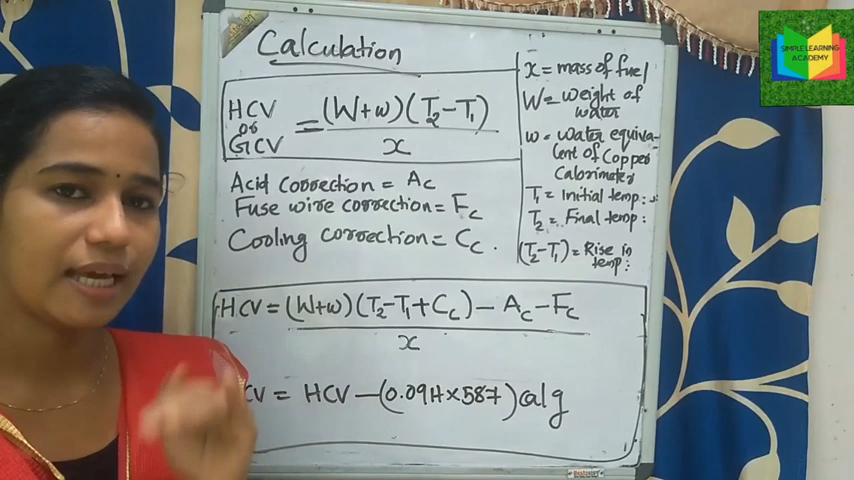 Calculation
HCV
or
GCV
= (W+w)(T₂-T₁)
x
Acid correction = Ac
Fuse wire correction = Fc
Cooling correction = Cc.
x = mass of fuel
W = weight of
water
w = water equiva-
lent of Copper
Calorimeter
T₁ = Initial temp:
T₂ = Final temp:
(T₂-T₁) = Rise in
temp:
HCV = (W+w)(T₂-T₁+Cc) - Ac - Fc
x
CV = HCV - (0.09H×587) cal g
SIMPLE LEARNING
ACADEMY